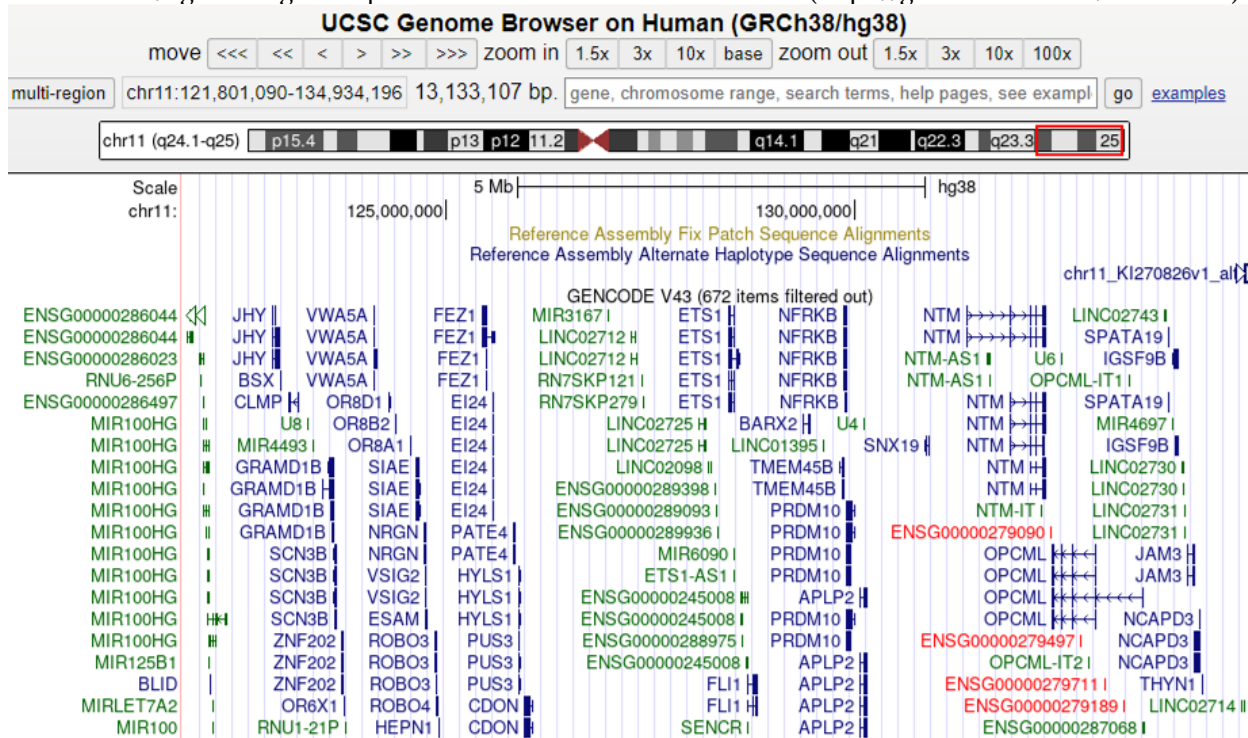 UCSC Genome Browser on Human (GRCh38/hg38)
move <<< << < > >> >>> zoom in 1.5x 3x 10x base zoom out 1.5x 3x 10x 100x
multi-region chr11:121,801,090-134,934,196 13,133,107 bp. gene, chromosome range, search terms, help pages, see exampl go examples
chr11 (q24.1-q25) p15.4 p13 p12 11.2 q14.1 q21 q22.3 q23.3 25
Scale 5 Mb hg38
chr11: 125,000,000 130,000,000
Reference Assembly Fix Patch Sequence Alignments
Reference Assembly Alternate Haplotype Sequence Alignments
chr11_KI270826v1_alt
GENCODE V43 (672 items filtered out)
ENSG00000286044 JHY VWA5A FEZ1 MIR3167 ETS1 NFRKB NTM LINC02743
ENSG00000286044 JHY VWA5A FEZ1 LINC02712 ETS1 NFRKB NTM SPATA19
ENSG00000286023 JHY VWA5A FEZ1 LINC02712 ETS1 NFRKB NTM-AS1 U6 IGSF9B
RNU6-256P BSX VWA5A FEZ1 RN7SKP121 ETS1 NFRKB NTM-AS1 OPCML-IT1
ENSG00000286497 CLMP OR8D1 EI24 RN7SKP279 ETS1 NFRKB NTM SPATA19
MIR100HG U8 OR8B2 EI24 LINC02725 BARX2 U4 NTM MIR4697
MIR100HG MIR4493 OR8A1 EI24 LINC02725 LINC01395 SNX19 NTM IGSF9B
MIR100HG GRAMD1B SIAE EI24 LINC02098 TMEM45B NTM LINC02730
MIR100HG GRAMD1B SIAE EI24 ENSG00000289398 TMEM45B NTM LINC02730
MIR100HG GRAMD1B SIAE EI24 ENSG00000289093 PRDM10 NTM-IT LINC02731
MIR100HG GRAMD1B NRGN PATE4 ENSG00000289936 PRDM10 ENSG00000279090 LINC02731
MIR100HG SCN3B NRGN PATE4 MIR6090 PRDM10 OPCML JAM3
MIR100HG SCN3B VSIG2 HYLS1 ETS1-AS1 PRDM10 OPCML JAM3
MIR100HG SCN3B VSIG2 HYLS1 ENSG00000245008 APLP2 OPCML
MIR100HG SCN3B ESAM HYLS1 ENSG00000245008 PRDM10 OPCML NCAPD3
MIR100HG ZNF202 ROBO3 PUS3 ENSG00000288975 PRDM10 ENSG00000279497 NCAPD3
MIR125B1 ZNF202 ROBO3 PUS3 ENSG00000245008 APLP2 OPCML-IT2 NCAPD3
BLID ZNF202 ROBO3 PUS3 FLI1 APLP2 ENSG00000279711 THYN1
MIRLET7A2 OR6X1 ROBO4 CDON FLI1 APLP2 ENSG00000279189 LINC02714
MIR100 RNU1-21P HEPN1 CDON SENCR APLP2 ENSG00000287068